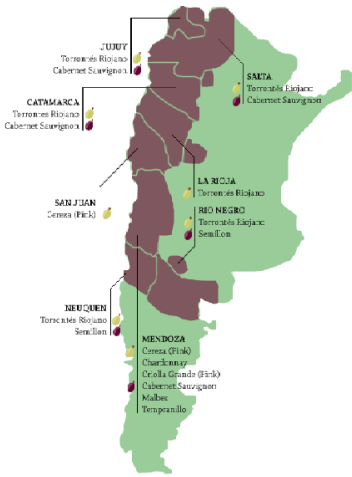 JUJUY
Torrontés Riojano
Cabernet Sauvignon
SALTA
Torrontés Riojano
Cabernet Sauvignon
CATAMARCA
Torrontes Riojano
Cabernet Sauvignon
LA RIOJA
Torrontés Riojano
SAN JUAN
Cereza (Pink)
RIO NEGRO
Torrontés Riojano
Semillon
NEUQUEN
Torrontés Riojano
Semillon
MENDOZA
Cereza (Pink)
Chardonnay
Criolla Grande (Pink)
Cabernet Sauvignon
Malbec
Tempranillo